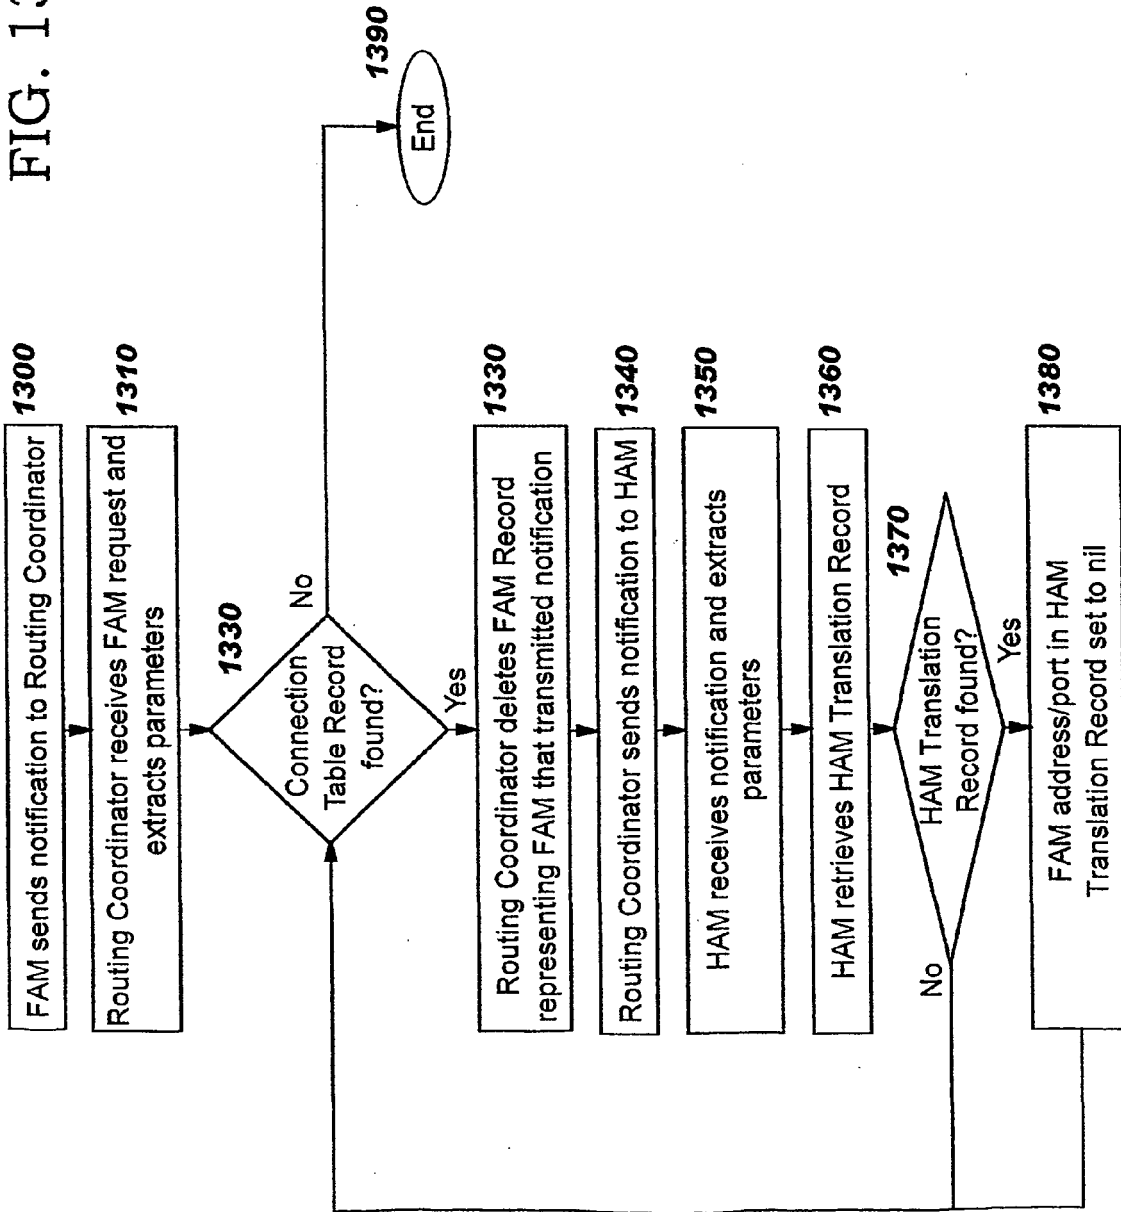 FIG. 13
FAM sends notification to Routing Coordinator
1300
Routing Coordinator receives FAM request and
extracts parameters
1310
Connection
Table Record
found?
1330
No
End
1390
Yes
Routing Coordinator deletes FAM Record
representing FAM that transmitted notification
1330
Routing Coordinator sends notification to HAM
1340
HAM receives notification and extracts
parameters
1350
HAM retrieves HAM Translation Record
1360
HAM Translation
Record found?
1370
No
Yes
FAM address/port in HAM
Translation Record set to nil
1380